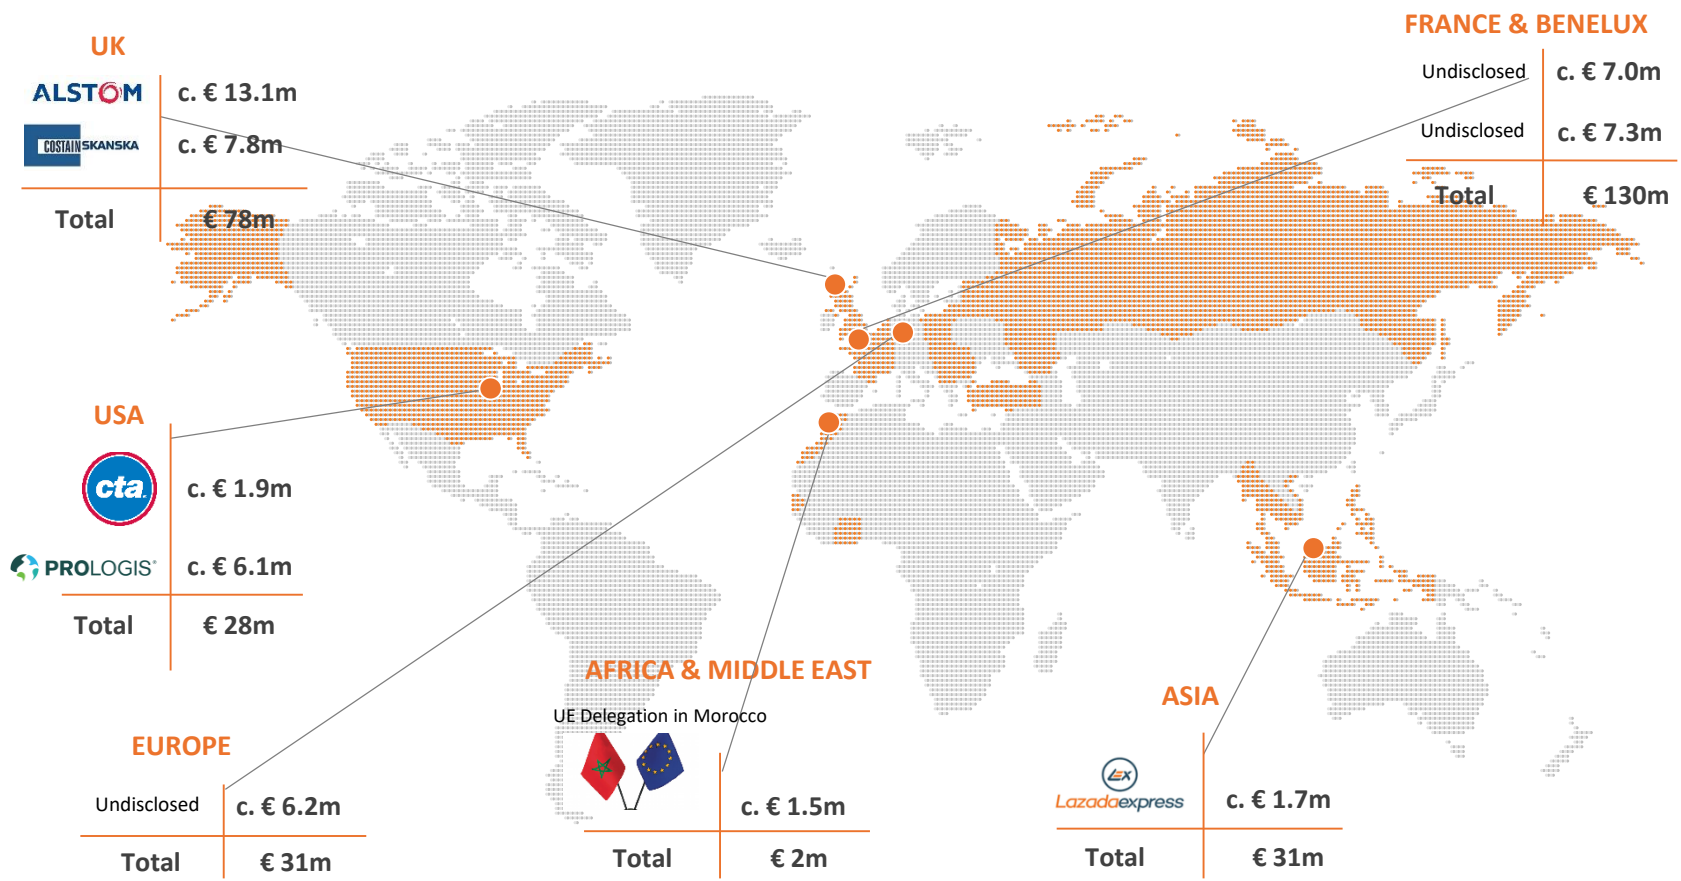 UK
ALSTOM c. € 13.1m
COSTAIN SKANSKA c. € 7.8m
Total € 78m
FRANCE & BENELUX
Undisclosed c. € 7.0m
Undisclosed c. € 7.3m
Total € 130m
USA
cta c. € 1.9m
PROLOGIS® c. € 6.1m
Total € 28m
EUROPE
Undisclosed c. € 6.2m
Total € 31m
AFRICA & MIDDLE EAST
UE Delegation in Morocco
c. € 1.5m
Total € 2m
ASIA
LEX
Lazadaexpress c. € 1.7m
Total € 31m